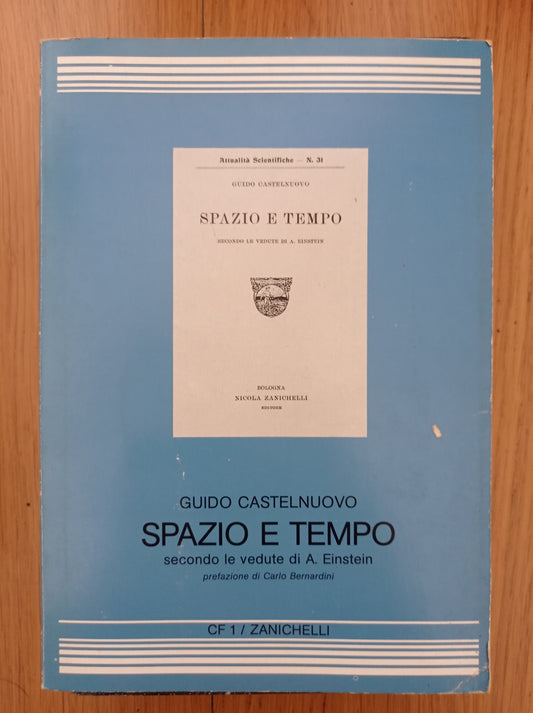 Attualità Scientifiche — N. 31
GUIDO CASTELNUOVO
SPAZIO E TEMPO
SECONDO LE VEDUTE DI A. EINSTEIN
BOLOGNA
NICOLA ZANICHELLI
EDITORE
GUIDO CASTELNUOVO
SPAZIO E TEMPO
secondo le vedute di A. Einstein
prefazione di Carlo Bernardini
CF 1 / ZANICHELLI